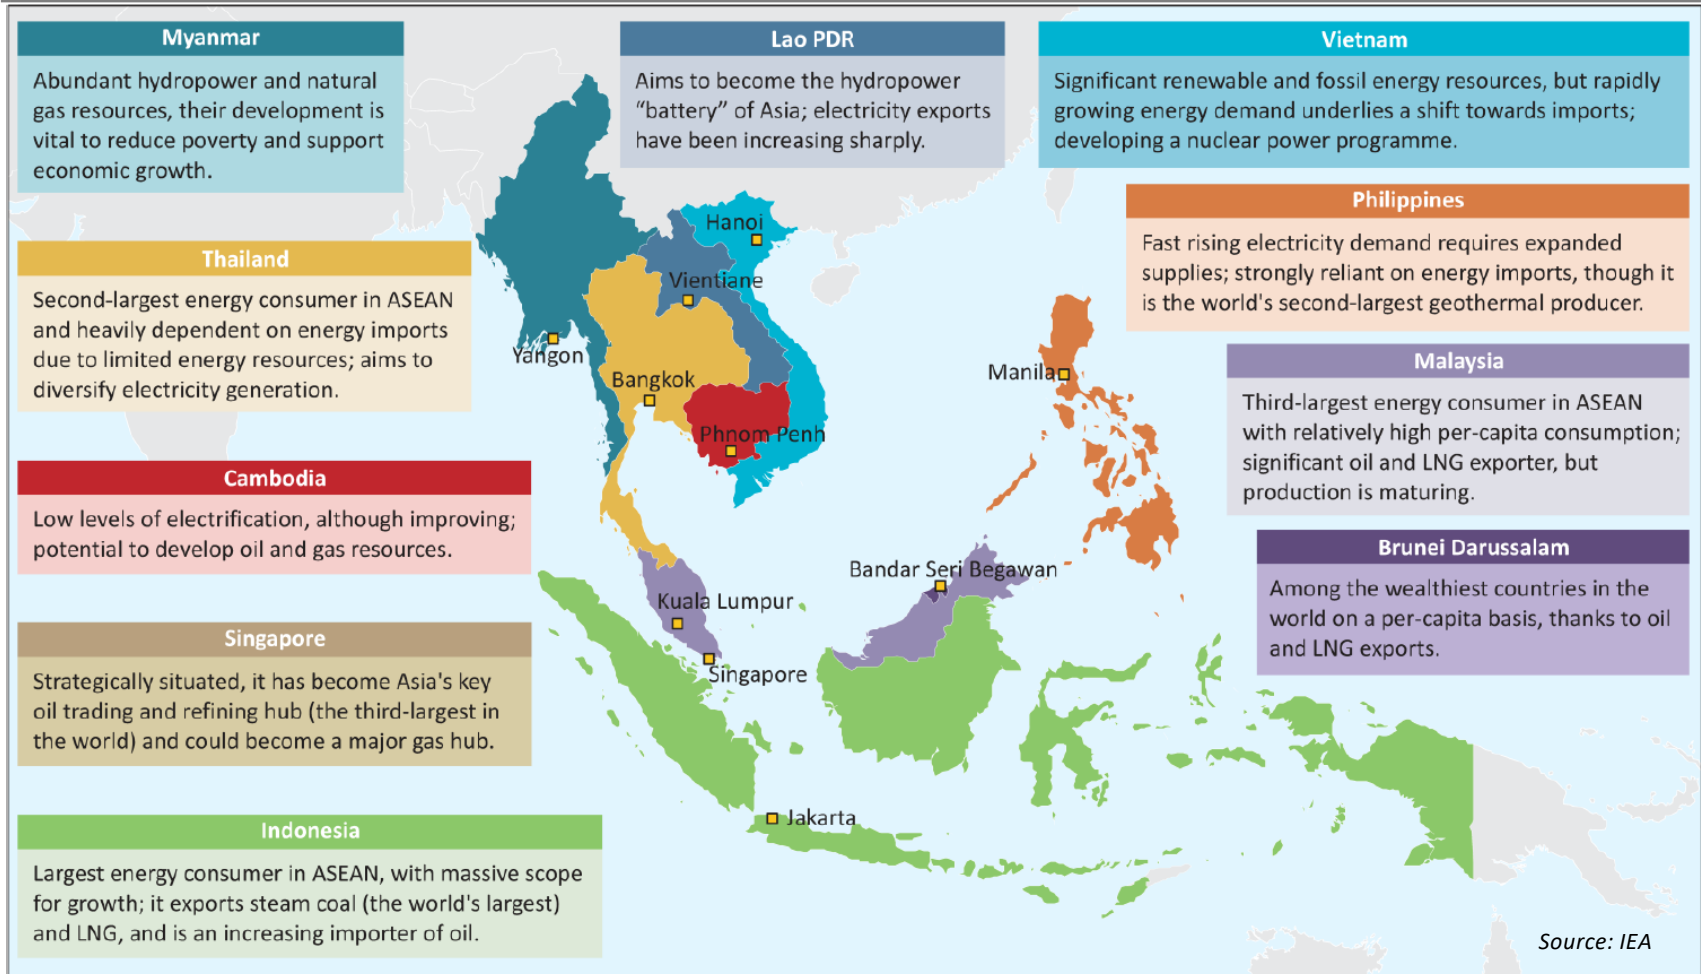 Myanmar
Abundant hydropower and natural
gas resources, their development is
vital to reduce poverty and support
economic growth.
Lao PDR
Aims to become the hydropower
“battery” of Asia; electricity exports
have been increasing sharply.
Vietnam
Significant renewable and fossil energy resources, but rapidly
growing energy demand underlies a shift towards imports;
developing a nuclear power programme.
Philippines
Fast rising electricity demand requires expanded
supplies; strongly reliant on energy imports, though it
is the world's second-largest geothermal producer.
Thailand
Second-largest energy consumer in ASEAN
and heavily dependent on energy imports
due to limited energy resources; aims to
diversify electricity generation.
Malaysia
Third-largest energy consumer in ASEAN
with relatively high per-capita consumption;
significant oil and LNG exporter, but
production is maturing.
Cambodia
Low levels of electrification, although improving;
potential to develop oil and gas resources.
Brunei Darussalam
Among the wealthiest countries in the
world on a per-capita basis, thanks to oil
and LNG exports.
Singapore
Strategically situated, it has become Asia's key
oil trading and refining hub (the third-largest in
the world) and could become a major gas hub.
Indonesia
Largest energy consumer in ASEAN, with massive scope
for growth; it exports steam coal (the world's largest)
and LNG, and is an increasing importer of oil.
Hanoi
Vientiane
Yangon
Bangkok
Manila
Phnom Penh
Bandar Seri Begawan
Kuala Lumpur
Singapore
Jakarta
Source: IEA